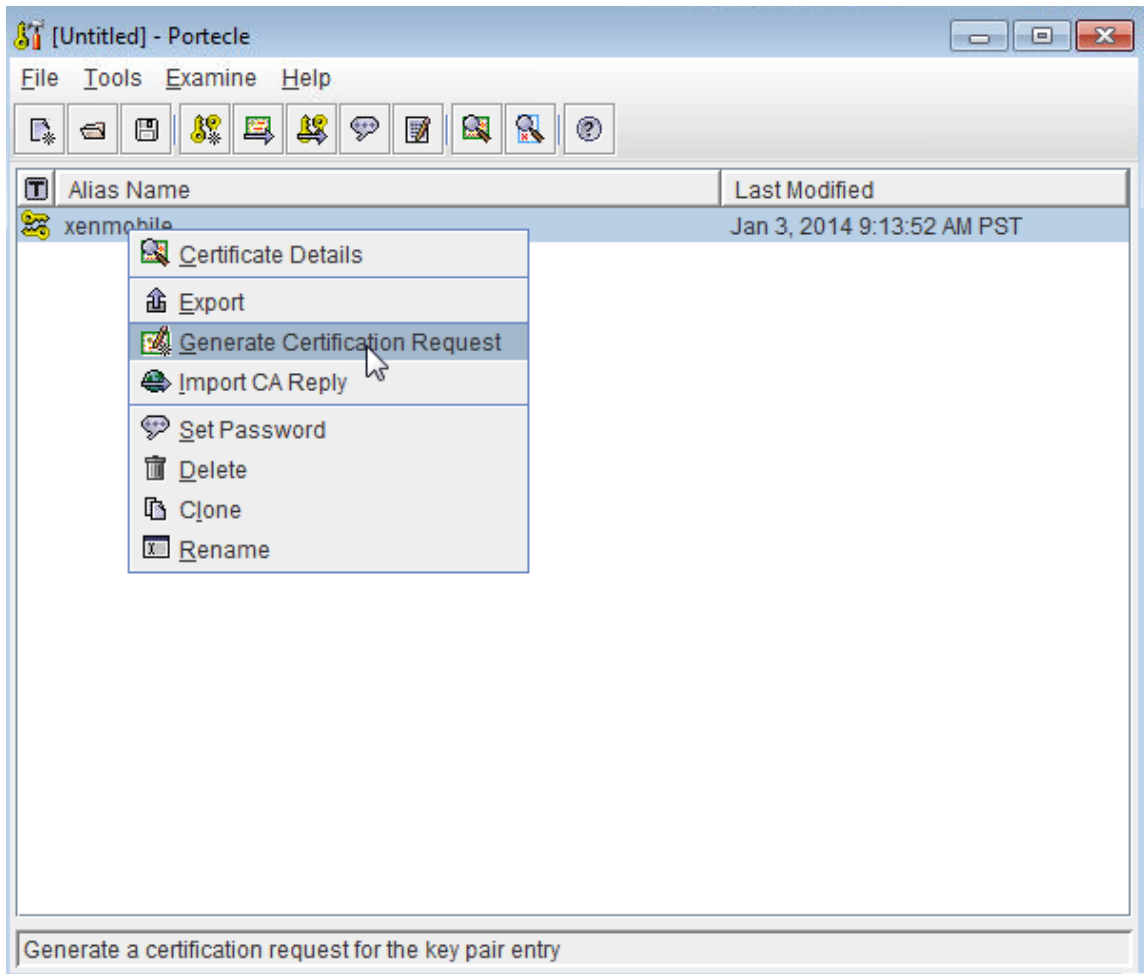 [Untitled] - Portecle
File Tools Examine Help
T Alias Name Last Modified
xenmobile Jan 3, 2014 9:13:52 AM PST
Certificate Details
Export
Generate Certification Request
Import CA Reply
Set Password
Delete
Clone
Rename
Generate a certification request for the key pair entry